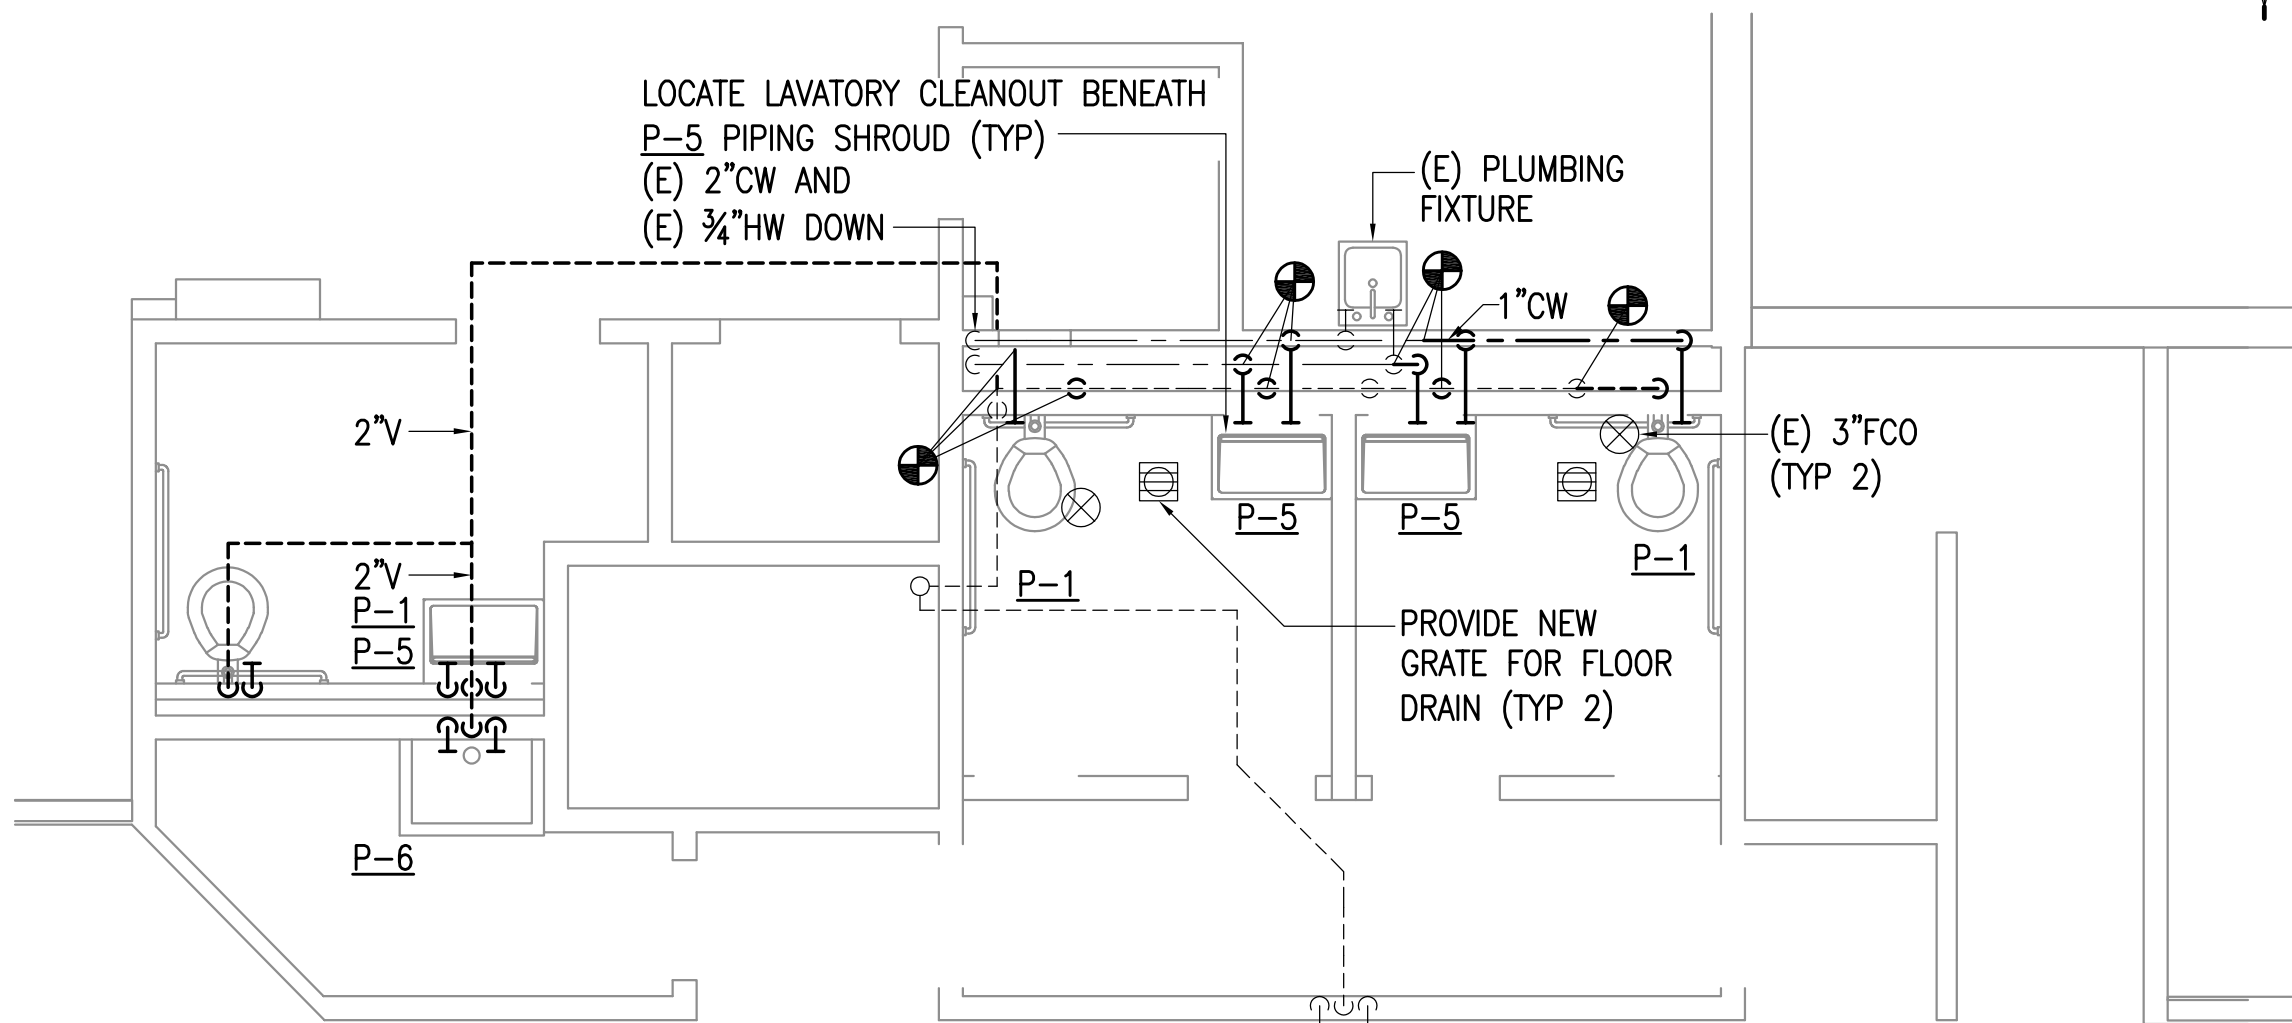 LOCATE LAVATORY CLEANOUT BENEATH
P-5 PIPING SHROUD (TYP)
(E) 2"CW AND
(E) ¾"HW DOWN
(E) PLUMBING
FIXTURE
1"CW
2"V
(E) 3"FCO
(TYP 2)
P-5
P-5
P-1
2"V
P-1
P-5
P-1
PROVIDE NEW
GRATE FOR FLOOR
DRAIN (TYP 2)
P-6